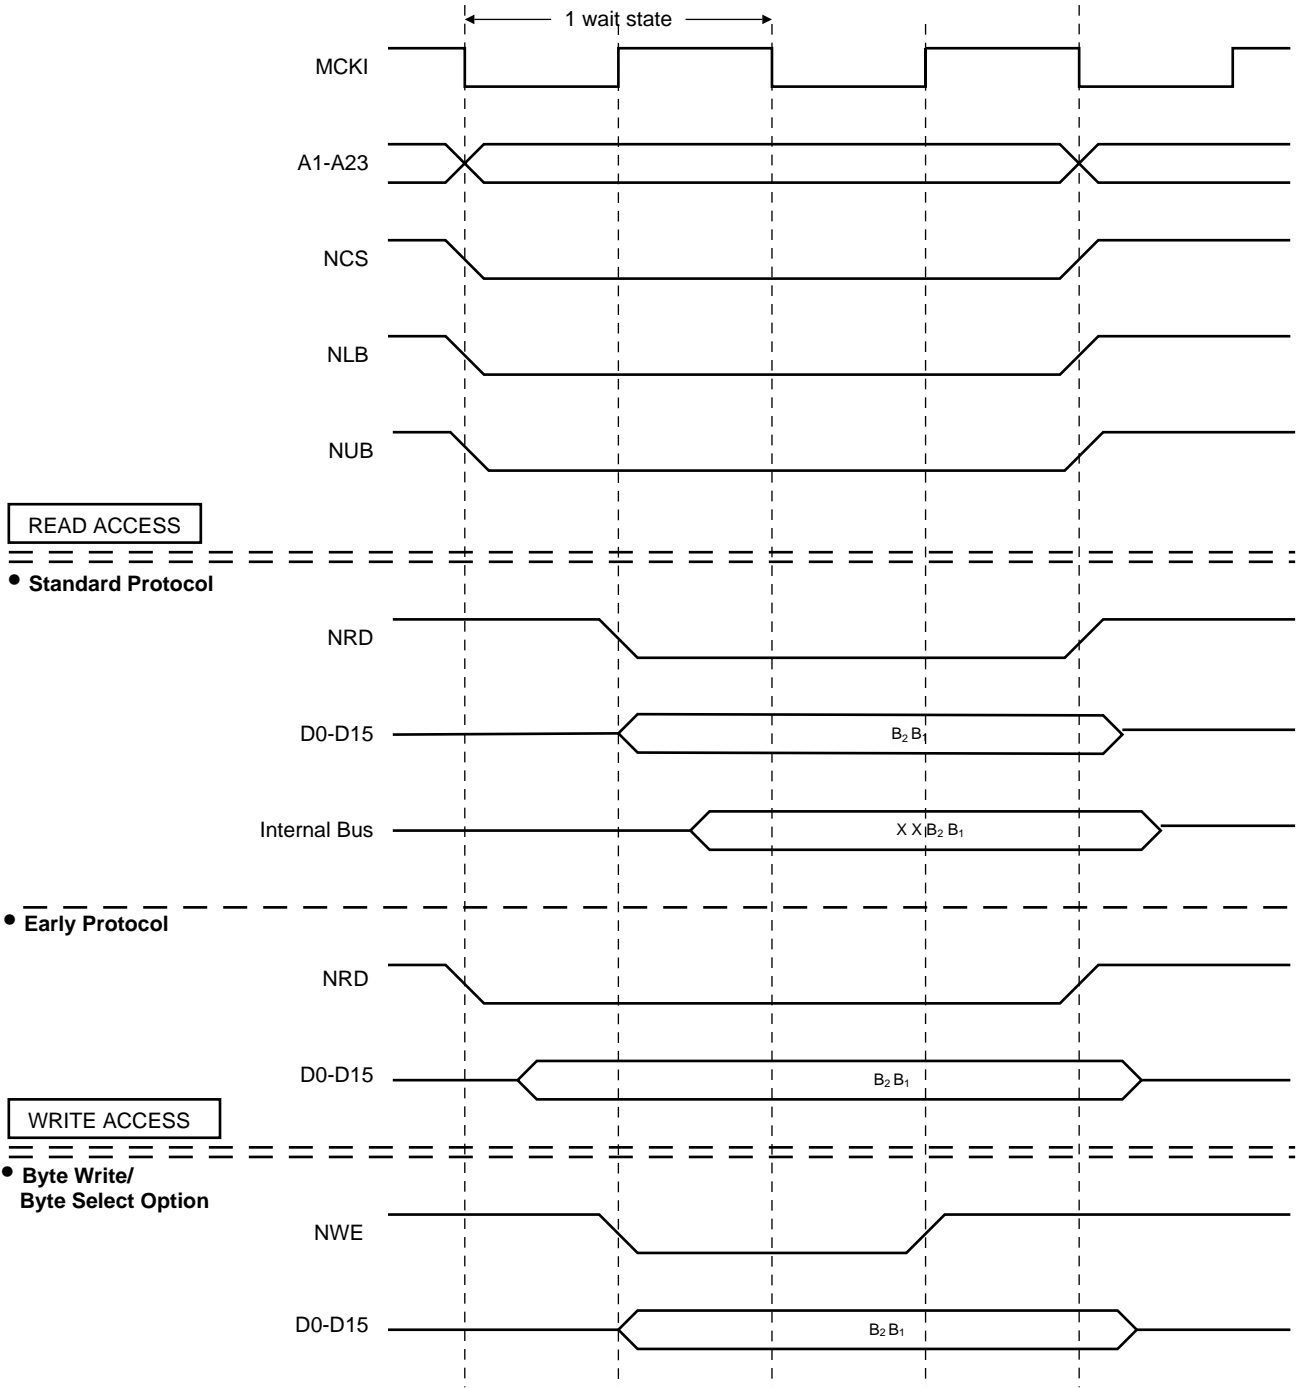 1 wait state
MCKI
A1-A23
NCS
NLB
NUB
READ ACCESS
• Standard Protocol
NRD
D0-D15
B₂ B₁
Internal Bus
X X B₂ B₁
• Early Protocol
NRD
D0-D15
B₂ B₁
WRITE ACCESS
• Byte Write/
Byte Select Option
NWE
D0-D15
B₂ B₁